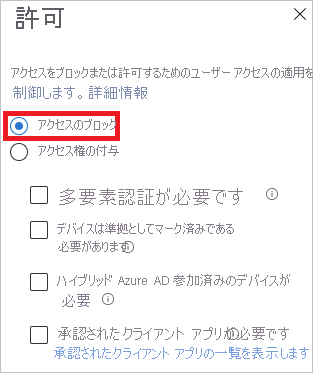 許可
アクセスをブロックまたは許可するためのユーザー アクセスの適用を
制御します。詳細情報
アクセスのブロック
アクセス権の付与
多要素認証が必要です
デバイスは準拠としてマーク済みである
必要があります
ハイブリッド Azure AD 参加済みのデバイスが
必要
承認されたクライアント アプリが必要です
承認されたクライアント アプリの一覧を表示します